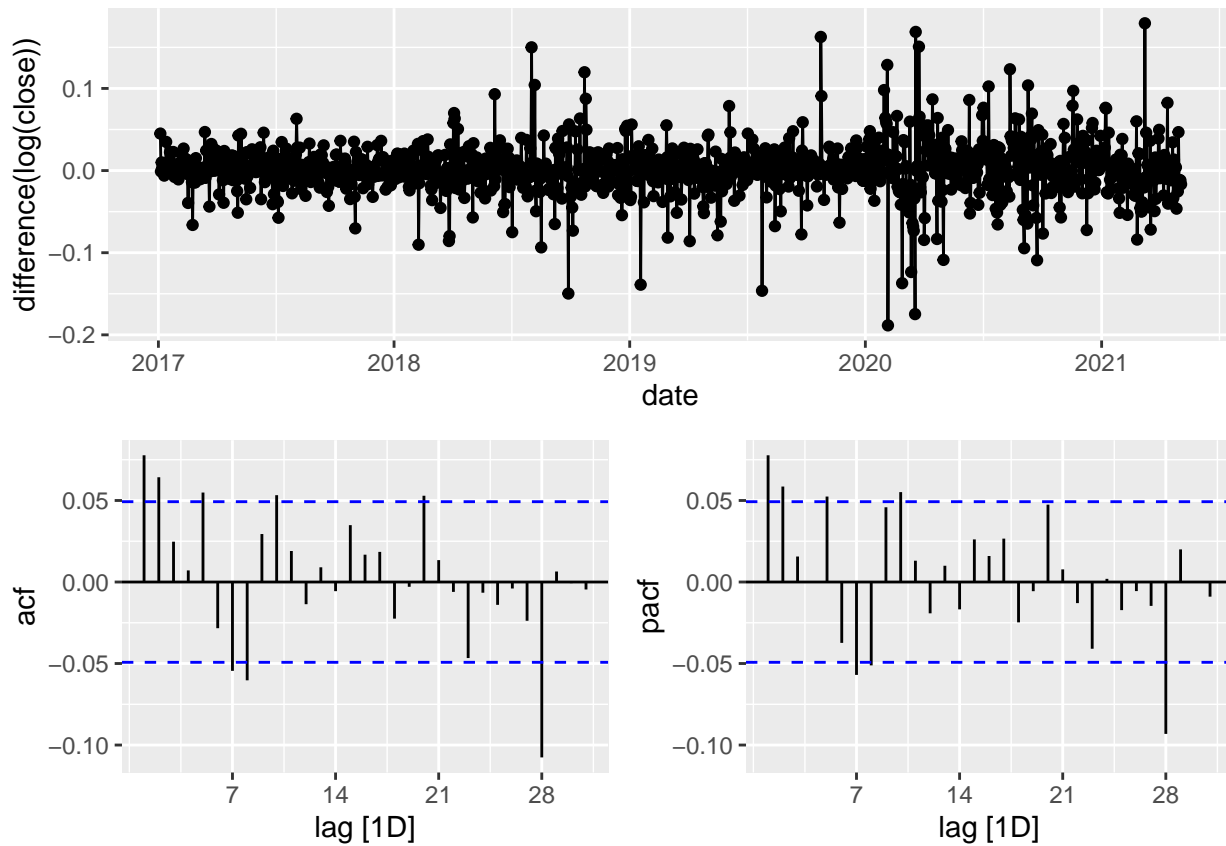 difference(log(close))
0.1
0.0
−0.1
−0.2
2017 2018 2019 2020 2021
date
acf
0.05
0.00
−0.05
−0.10
7 14 21 28
lag [1D]
pacf
0.05
0.00
−0.05
−0.10
7 14 21 28
lag [1D]